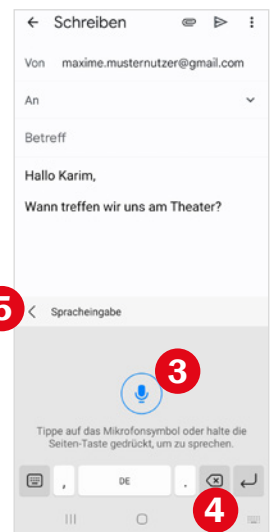 Schreiben
Von maxime.musternutzer@gmail.com
An
Betreff
Hallo Karim,
Wann treffen wir uns am Theater?
5 Spracheingabe
3
Tippe auf das Mikrofonsymbol oder halte die
Seiten-Taste gedrückt, um zu sprechen.
, DE .
4